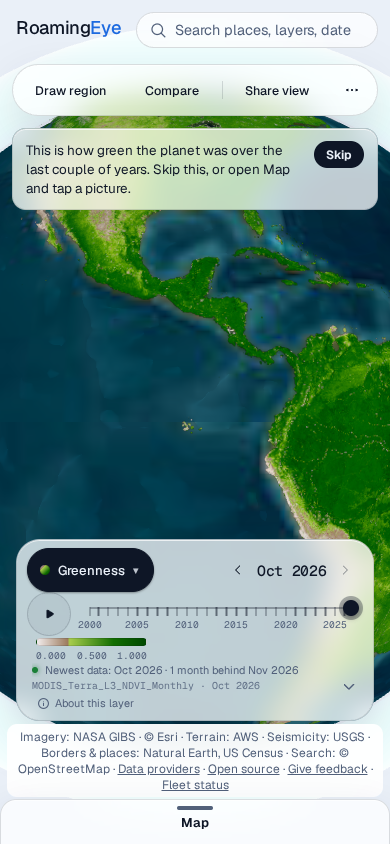 RoamingEye
Search places, layers, date
Draw region
Compare
Share view
This is how green the planet was over the
last couple of years. Skip this, or open Map
and tap a picture.
Skip
Greenness
Oct 2026
2000 2005 2010 2015 2020 2025
0.000 0.500 1.000
Newest data: Oct 2026 · 1 month behind Nov 2026
MODIS_Terra_L3_NDVI_Monthly · Oct 2026
About this layer
Imagery: NASA GIBS · © Esri · Terrain: AWS · Seismicity: USGS ·
Borders & places: Natural Earth, US Census · Search: ©
OpenStreetMap · Data providers · Open source · Give feedback ·
Fleet status
Map